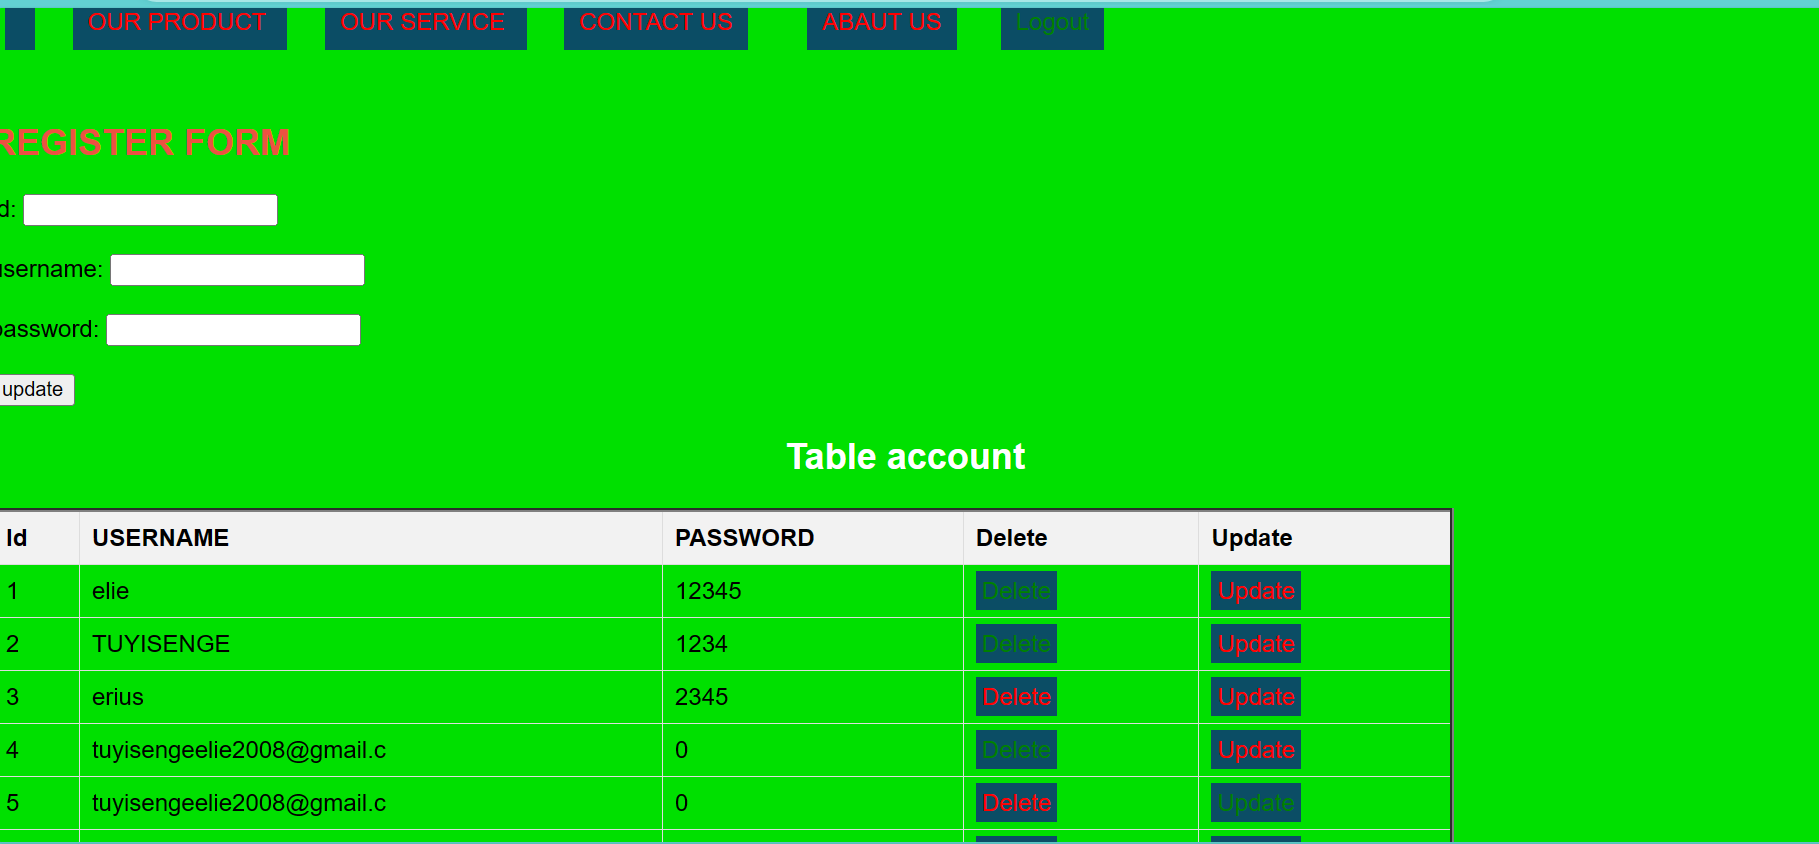 OUR PRODUCT OUR SERVICE CONTACT US ABAUT US Logout
REGISTER FORM
d:
username:
password:
update
Table account
Id USERNAME PASSWORD Delete Update
1 elie 12345 Delete Update
2 TUYISENGE 1234 Delete Update
3 erius 2345 Delete Update
4 tuyisengeelie2008@gmail.c 0 Delete Update
5 tuyisengeelie2008@gmail.c 0 Delete Update